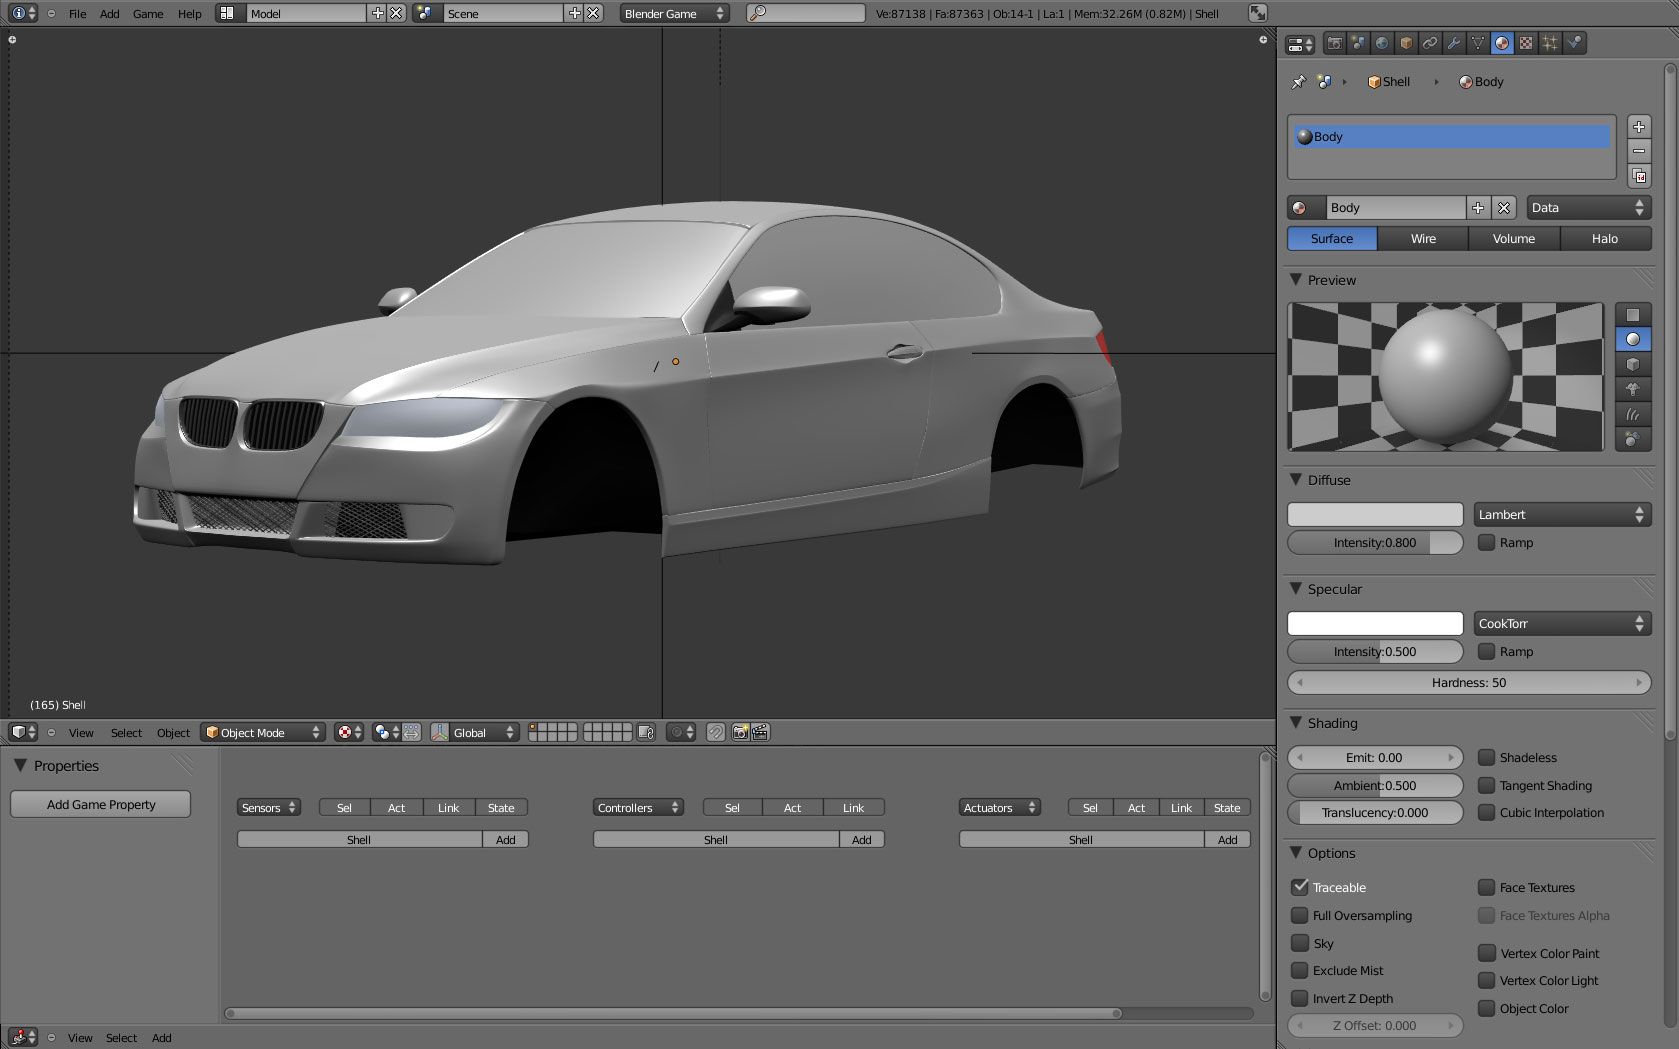 File Add Game Help Model Scene Blender Game Ve:87138 | Fa:87363 | Ob:14-1 | La:1 | Mem:32.26M (0.82M) | Shell
Shell Body
Body
Body Data
Surface Wire Volume Halo
Preview
Diffuse
Lambert
Intensity:0.800 Ramp
Specular
CookTorr
Intensity:0.500 Ramp
Hardness: 50
Shading
Emit: 0.00 Shadeless
Ambient:0.500 Tangent Shading
Translucency:0.000 Cubic Interpolation
Options
Traceable Face Textures
Full Oversampling Face Textures Alpha
Sky Vertex Color Paint
Exclude Mist Vertex Color Light
Invert Z Depth Object Color
Z Offset: 0.000
(165) Shell
View Select Object Object Mode Global
Properties
Add Game Property
Sensors Sel Act Link State Controllers Sel Act Link Actuators Sel Act Link State
Shell Add Shell Add Shell Add
View Select Add